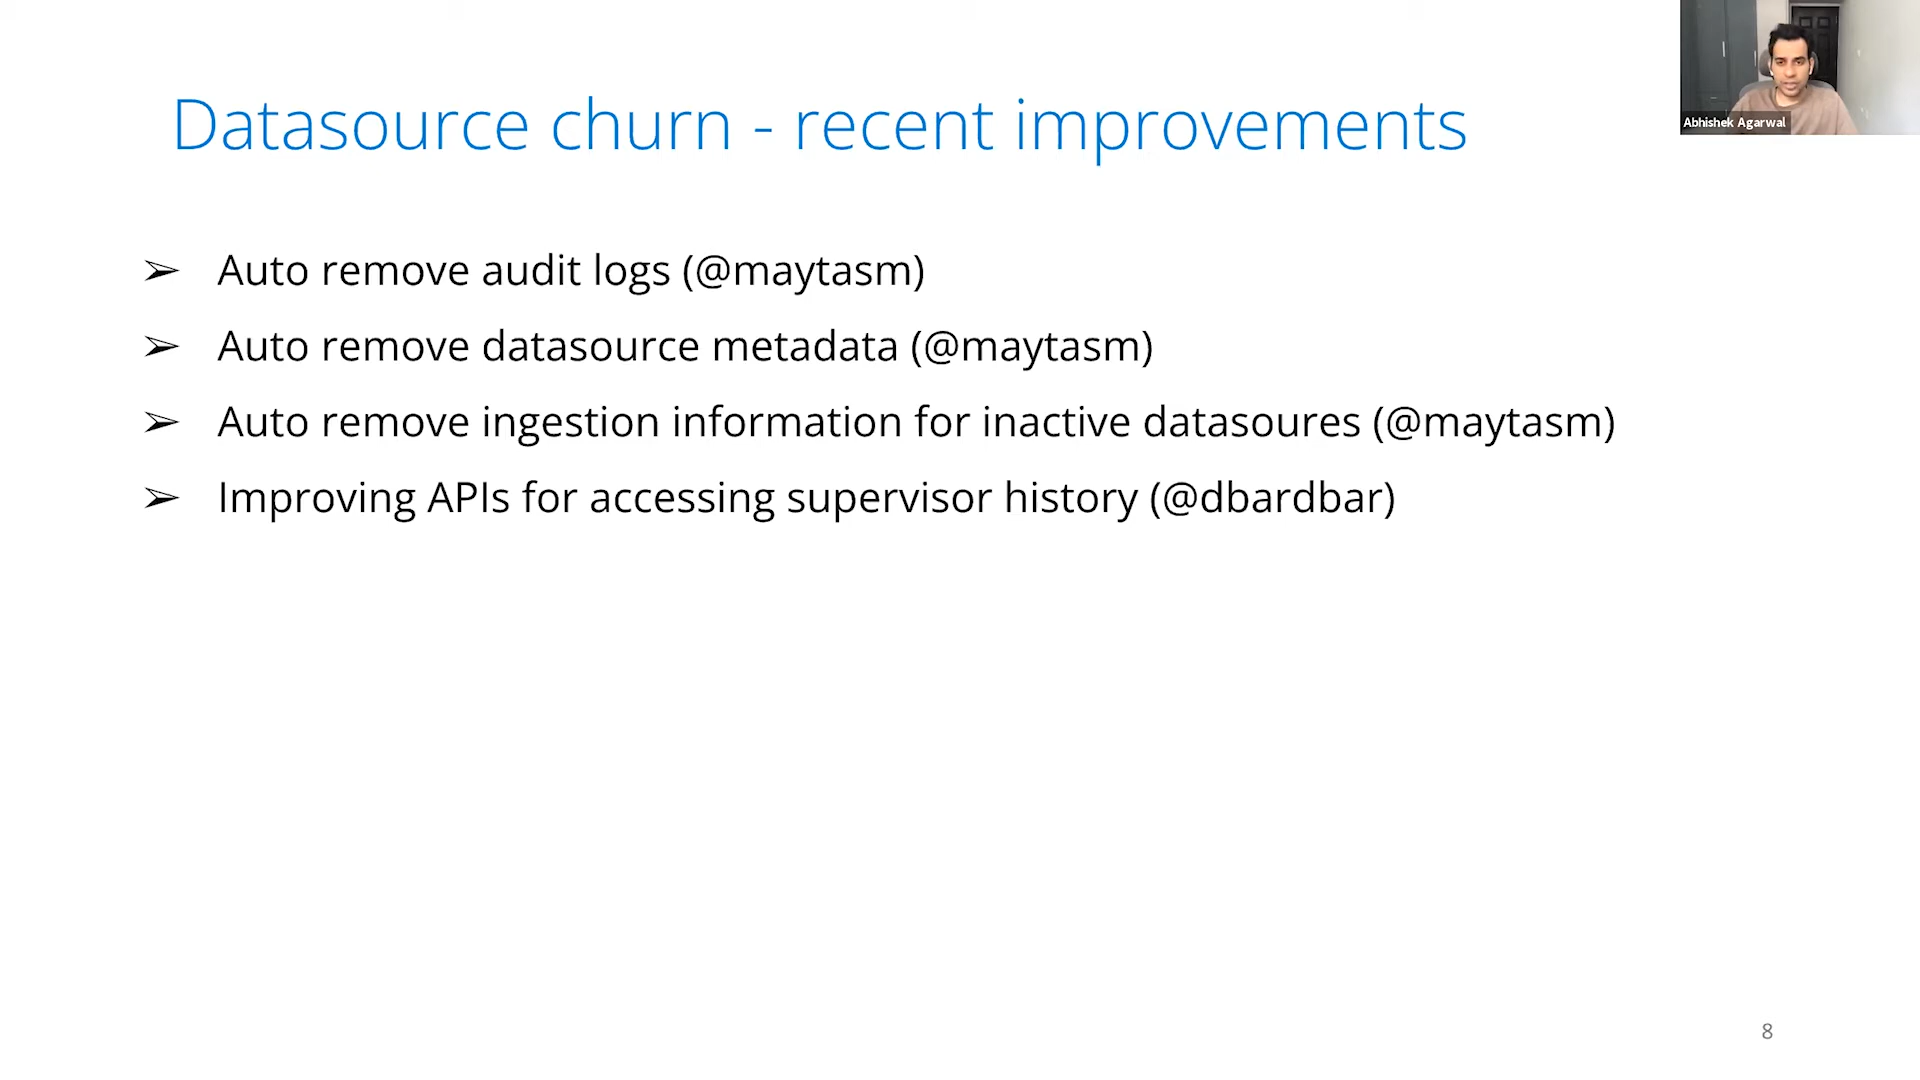 Datasource churn - recent improvements
Abhishek Agarwal
➢ Auto remove audit logs (@maytasm)
➢ Auto remove datasource metadata (@maytasm)
➢ Auto remove ingestion information for inactive datasoures (@maytasm)
➢ Improving APIs for accessing supervisor history (@dbardbar)
8